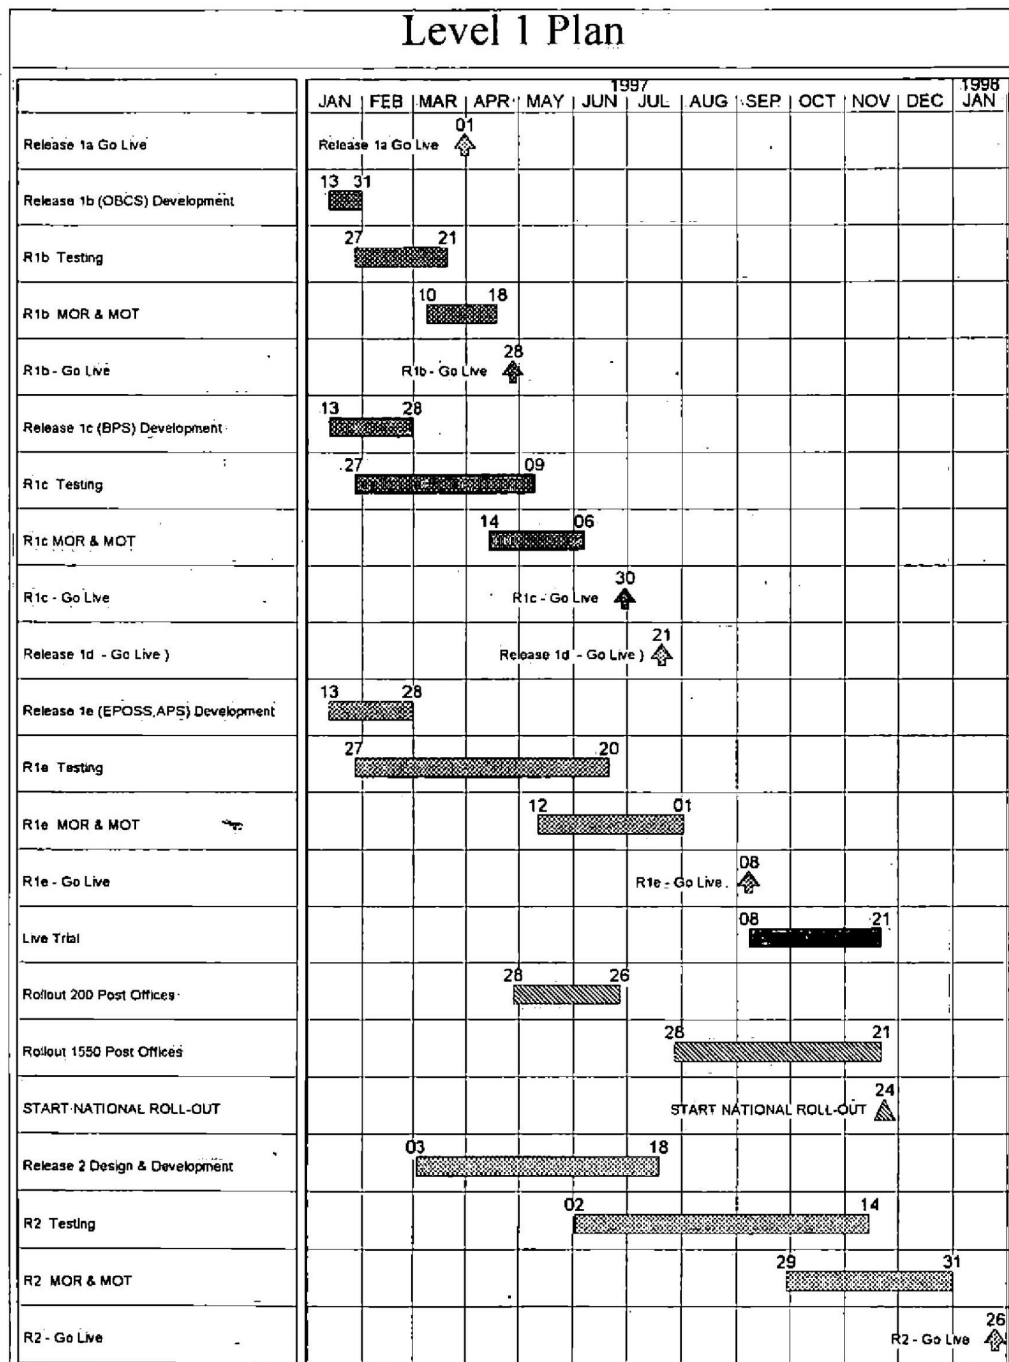 Level 1 Plan
1997 1998
JAN FEB MAR APR MAY JUN JUL AUG SEP OCT NOV DEC JAN
01
Release 1a Go Live Release 1a Go Live
13 31
Release 1b (OBCS) Development
27 21
R1b Testing
10 18
R1b MOR & MOT
28
R1b - Go Live R1b - Go Live
13 28
Release 1c (BPS) Development
27 09
R1c Testing
14 06
R1c MOR & MOT
30
R1c - Go Live R1c - Go Live
21
Release 1d - Go Live ) Release 1d - Go Live )
13 28
Release 1e (EPOSS,APS) Development
27 20
R1e Testing
12 01
R1e MOR & MOT
08
R1e - Go Live R1e - Go Live
08 21
Live Trial
28 26
Rollout 200 Post Offices
28 21
Rollout 1550 Post Offices
24
START NATIONAL ROLL-OUT START NATIONAL ROLL-OUT
03 18
Release 2 Design & Development
02 14
R2 Testing
29 31
R2 MOR & MOT
26
R2 - Go Live R2 - Go Live